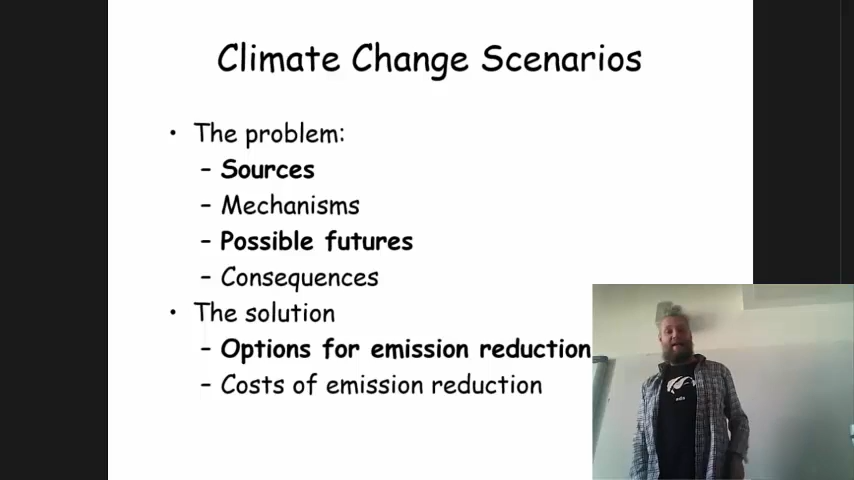 Climate Change Scenarios
• The problem:
– Sources
– Mechanisms
– Possible futures
– Consequences
• The solution
– Options for emission reduction
– Costs of emission reduction